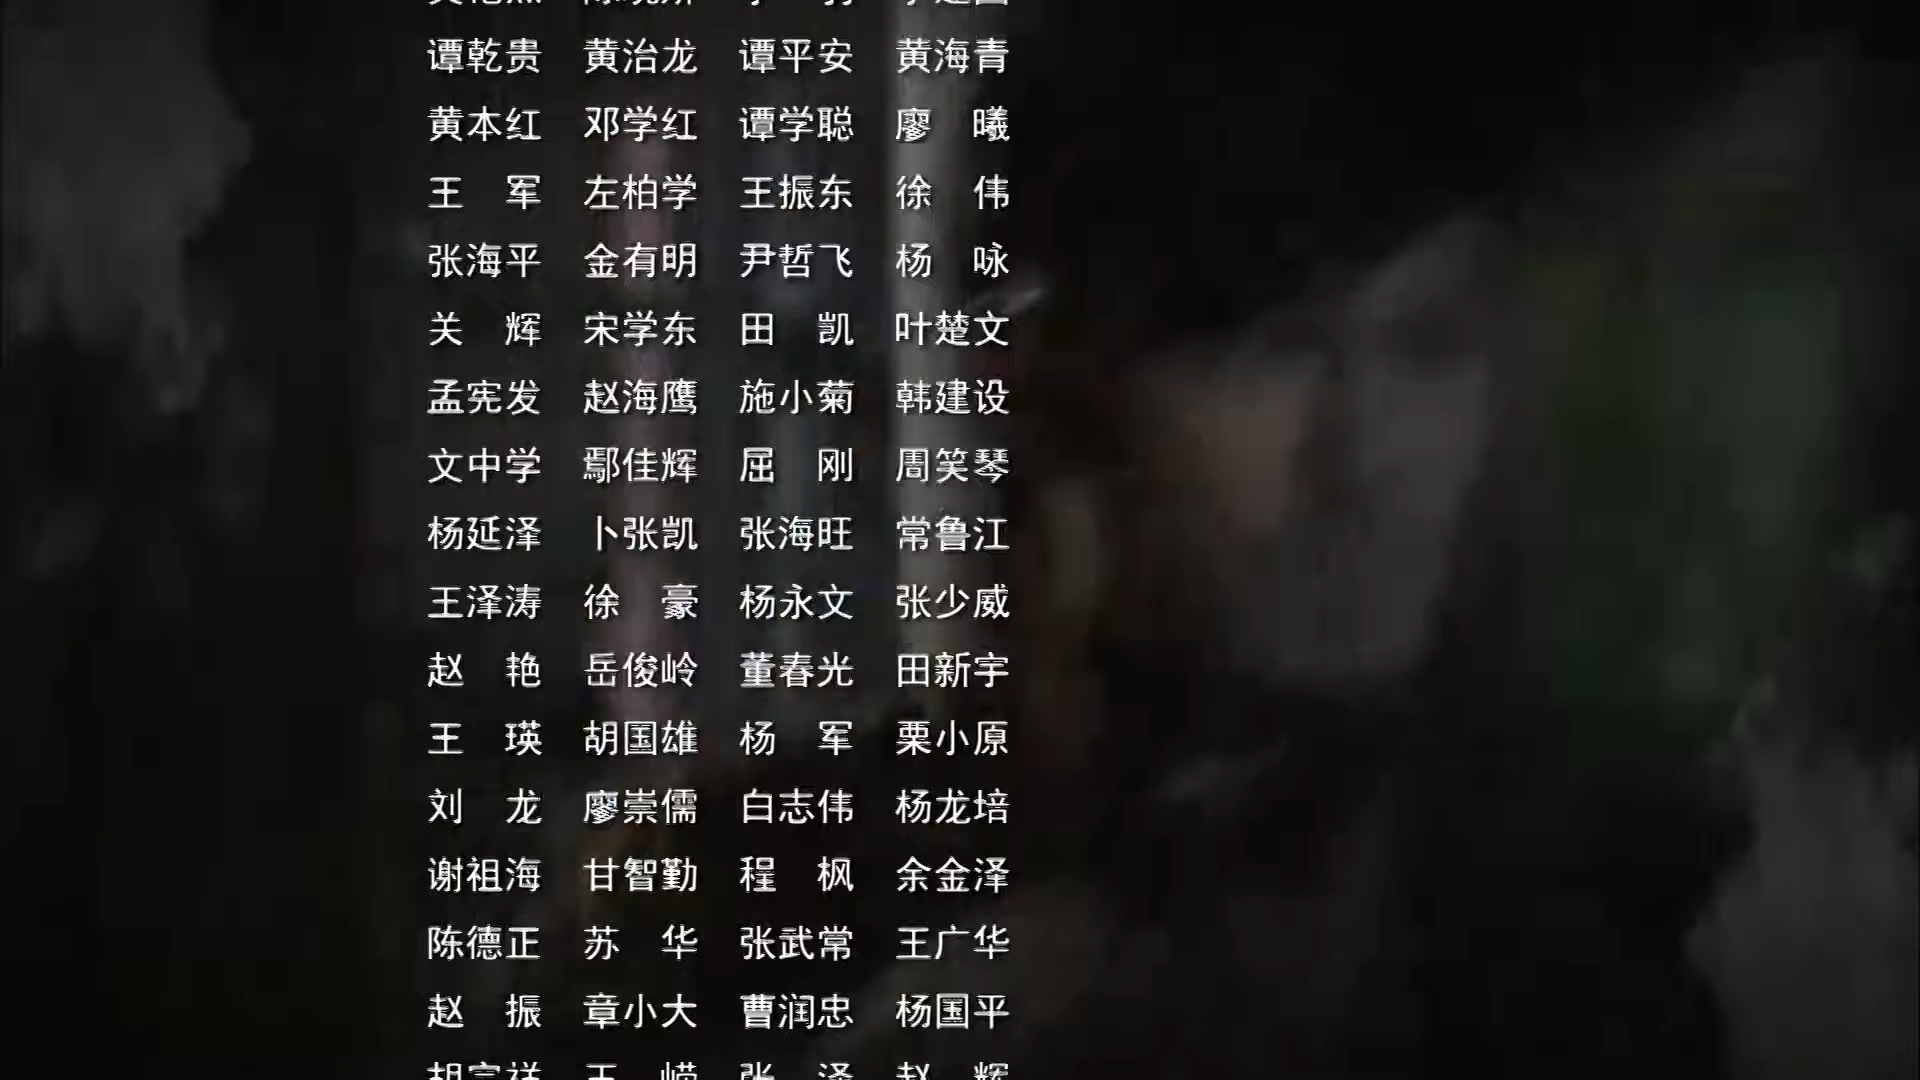 谭乾贵 黄治龙 谭平安 黄海青
黄本红 邓学红 谭学聪 廖 曦
王 军 左柏学 王振东 徐 伟
张海平 金有明 尹哲飞 杨 咏
关 辉 宋学东 田 凯 叶楚文
孟宪发 赵海鹰 施小菊 韩建设
文中学 鄢佳辉 屈 刚 周笑琴
杨延泽 卜张凯 张海旺 常鲁江
王泽涛 徐 豪 杨永文 张少威
赵 艳 岳俊岭 董春光 田新宇
王 瑛 胡国雄 杨 军 栗小原
刘 龙 廖崇儒 白志伟 杨龙培
谢祖海 甘智勤 程 枫 余金泽
陈德正 苏 华 张武常 王广华
赵 振 章小大 曹润忠 杨国平